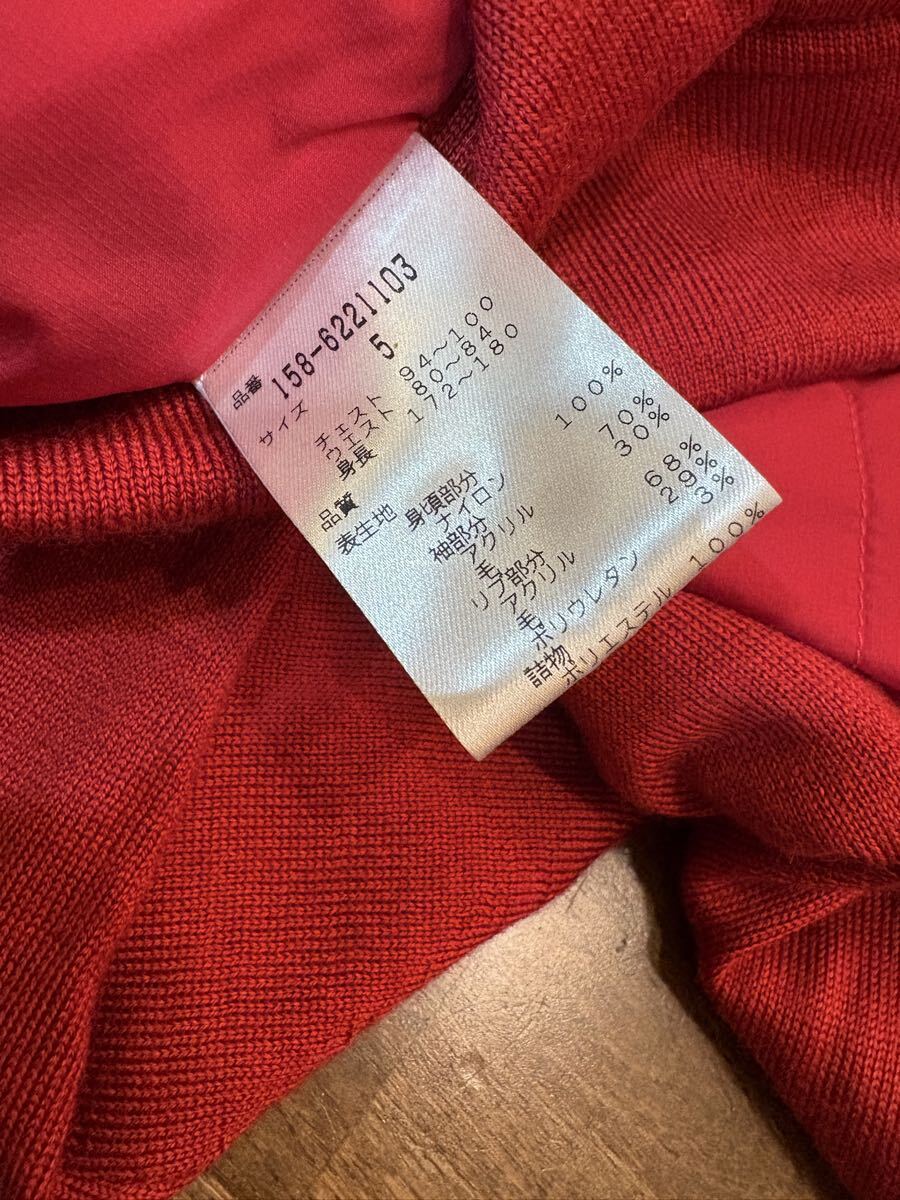 品番 158-6221103
サイズ 5
チェスト 94～100
ウエスト 80～84
身長 172～180
品質
表生地 身頃部分
ナイロン 100%
袖部分
アクリル 70%
毛 30%
リブ部分
アクリル 68%
毛 29%
ポリウレタン 3%
詰物
ポリエステル 100%